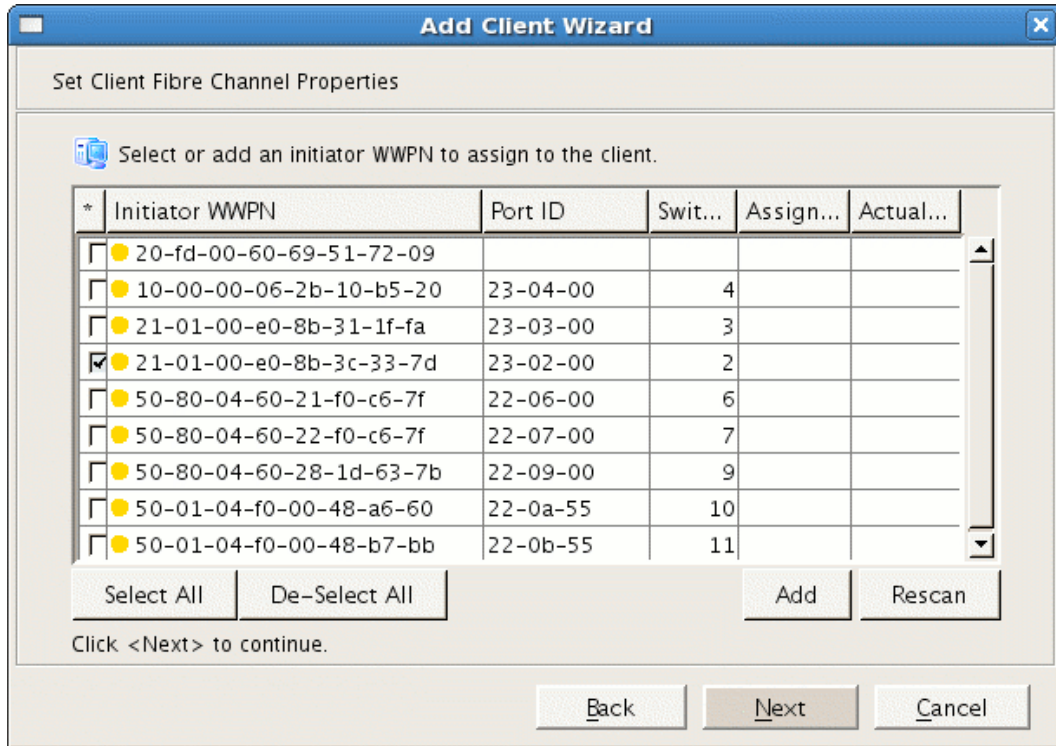 Add Client Wizard
Set Client Fibre Channel Properties
Select or add an initiator WWPN to assign to the client.
* Initiator WWPN Port ID Swit... Assign... Actual...
20-fd-00-60-69-51-72-09
10-00-00-06-2b-10-b5-20 23-04-00 4
21-01-00-e0-8b-31-1f-fa 23-03-00 3
21-01-00-e0-8b-3c-33-7d 23-02-00 2
50-80-04-60-21-f0-c6-7f 22-06-00 6
50-80-04-60-22-f0-c6-7f 22-07-00 7
50-80-04-60-28-1d-63-7b 22-09-00 9
50-01-04-f0-00-48-a6-60 22-0a-55 10
50-01-04-f0-00-48-b7-bb 22-0b-55 11
Select All De-Select All Add Rescan
Click <Next> to continue.
Back Next Cancel